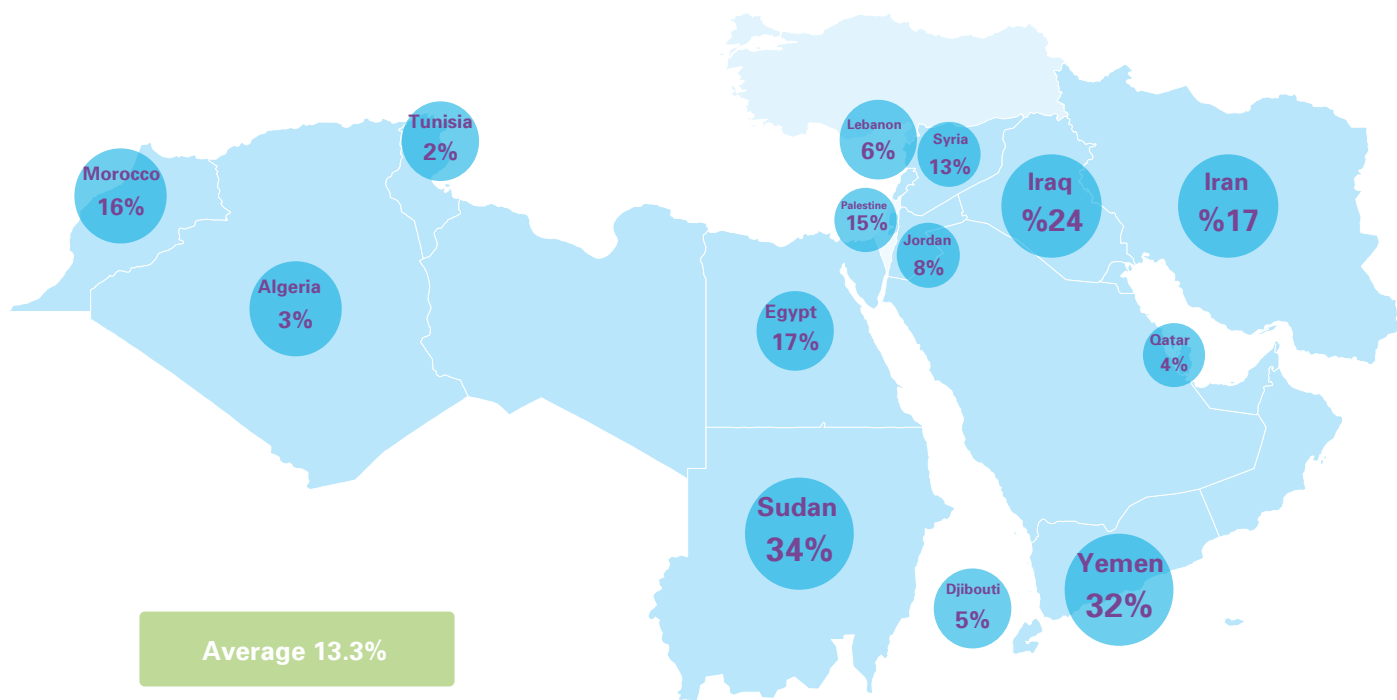 Tunisia
2%
Morocco
16%
Algeria
3%
Lebanon
6%
Syria
13%
Palestine
15%
Jordan
8%
Iraq
%24
Iran
%17
Egypt
17%
Qatar
4%
Sudan
34%
Yemen
32%
Djibouti
5%
Average 13.3%